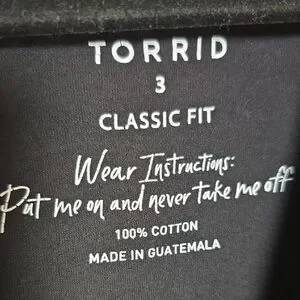 TORRID
3
CLASSIC FIT
Wear Instructions:
Put me on and never take me off
100% COTTON
MADE IN GUATEMALA